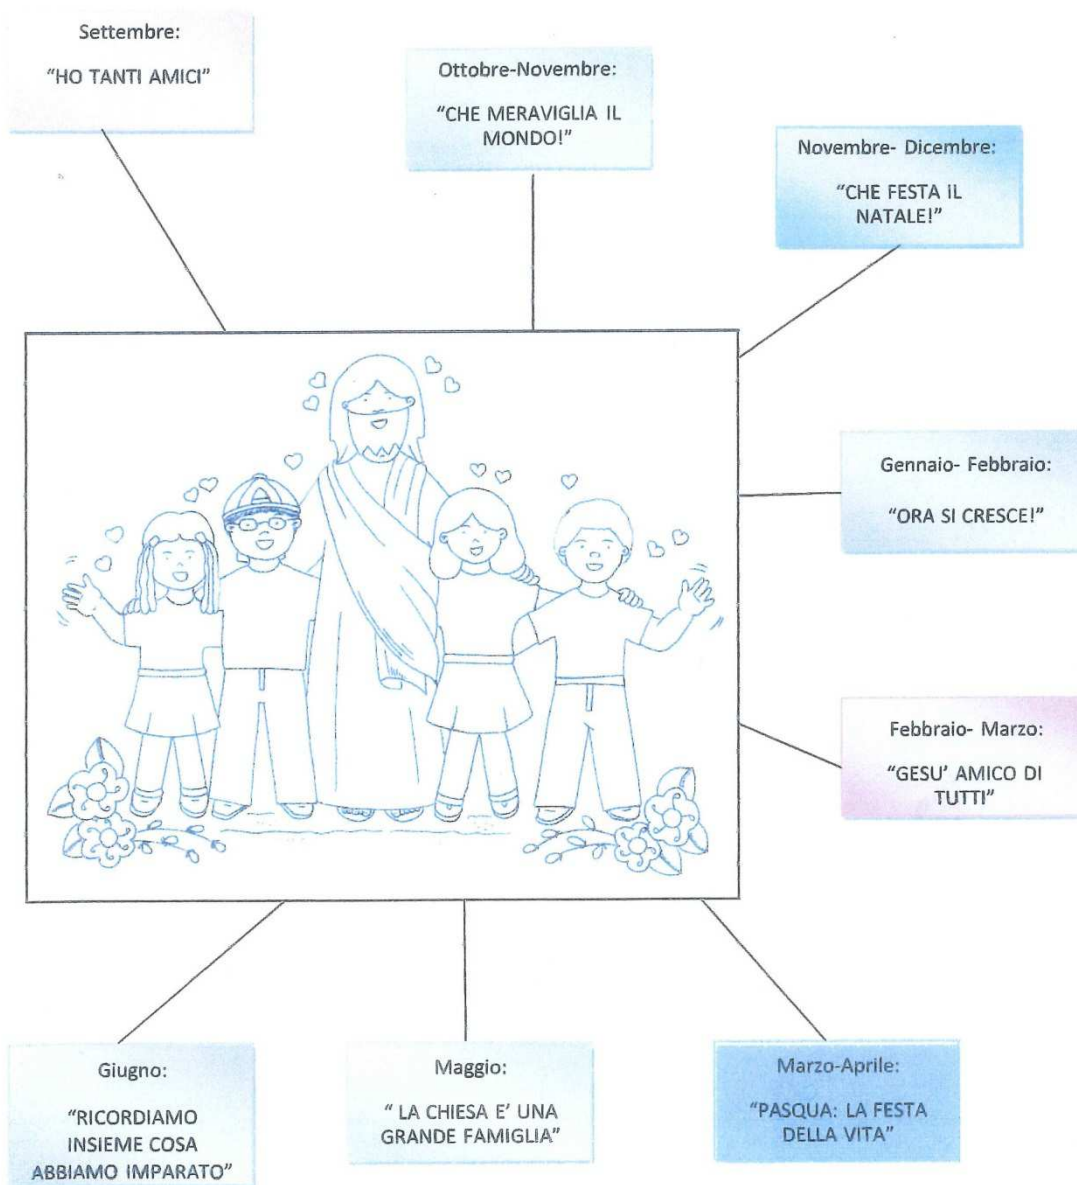 Settembre:
“HO TANTI AMICI”
Ottobre-Novembre:
“CHE MERAVIGLIA IL
MONDO!”
Novembre- Dicembre:
“CHE FESTA IL
NATALE!”
Gennaio- Febbraio:
“ORA SI CRESCE!”
Febbraio- Marzo:
“GESU’ AMICO DI
TUTTI”
Marzo-Aprile:
“PASQUA: LA FESTA
DELLA VITA”
Maggio:
“ LA CHIESA E’ UNA
GRANDE FAMIGLIA”
Giugno:
“RICORDIAMO
INSIEME COSA
ABBIAMO IMPARATO”